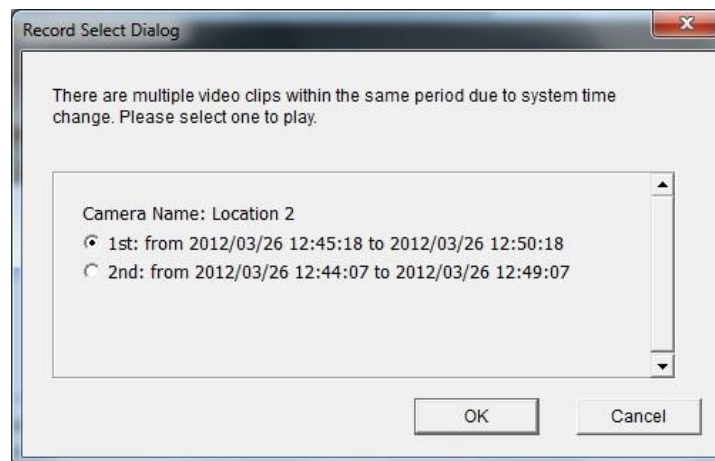 Record Select Dialog
There are multiple video clips within the same period due to system time
change. Please select one to play.
Camera Name: Location 2
1st: from 2012/03/26 12:45:18 to 2012/03/26 12:50:18
2nd: from 2012/03/26 12:44:07 to 2012/03/26 12:49:07
OK
Cancel